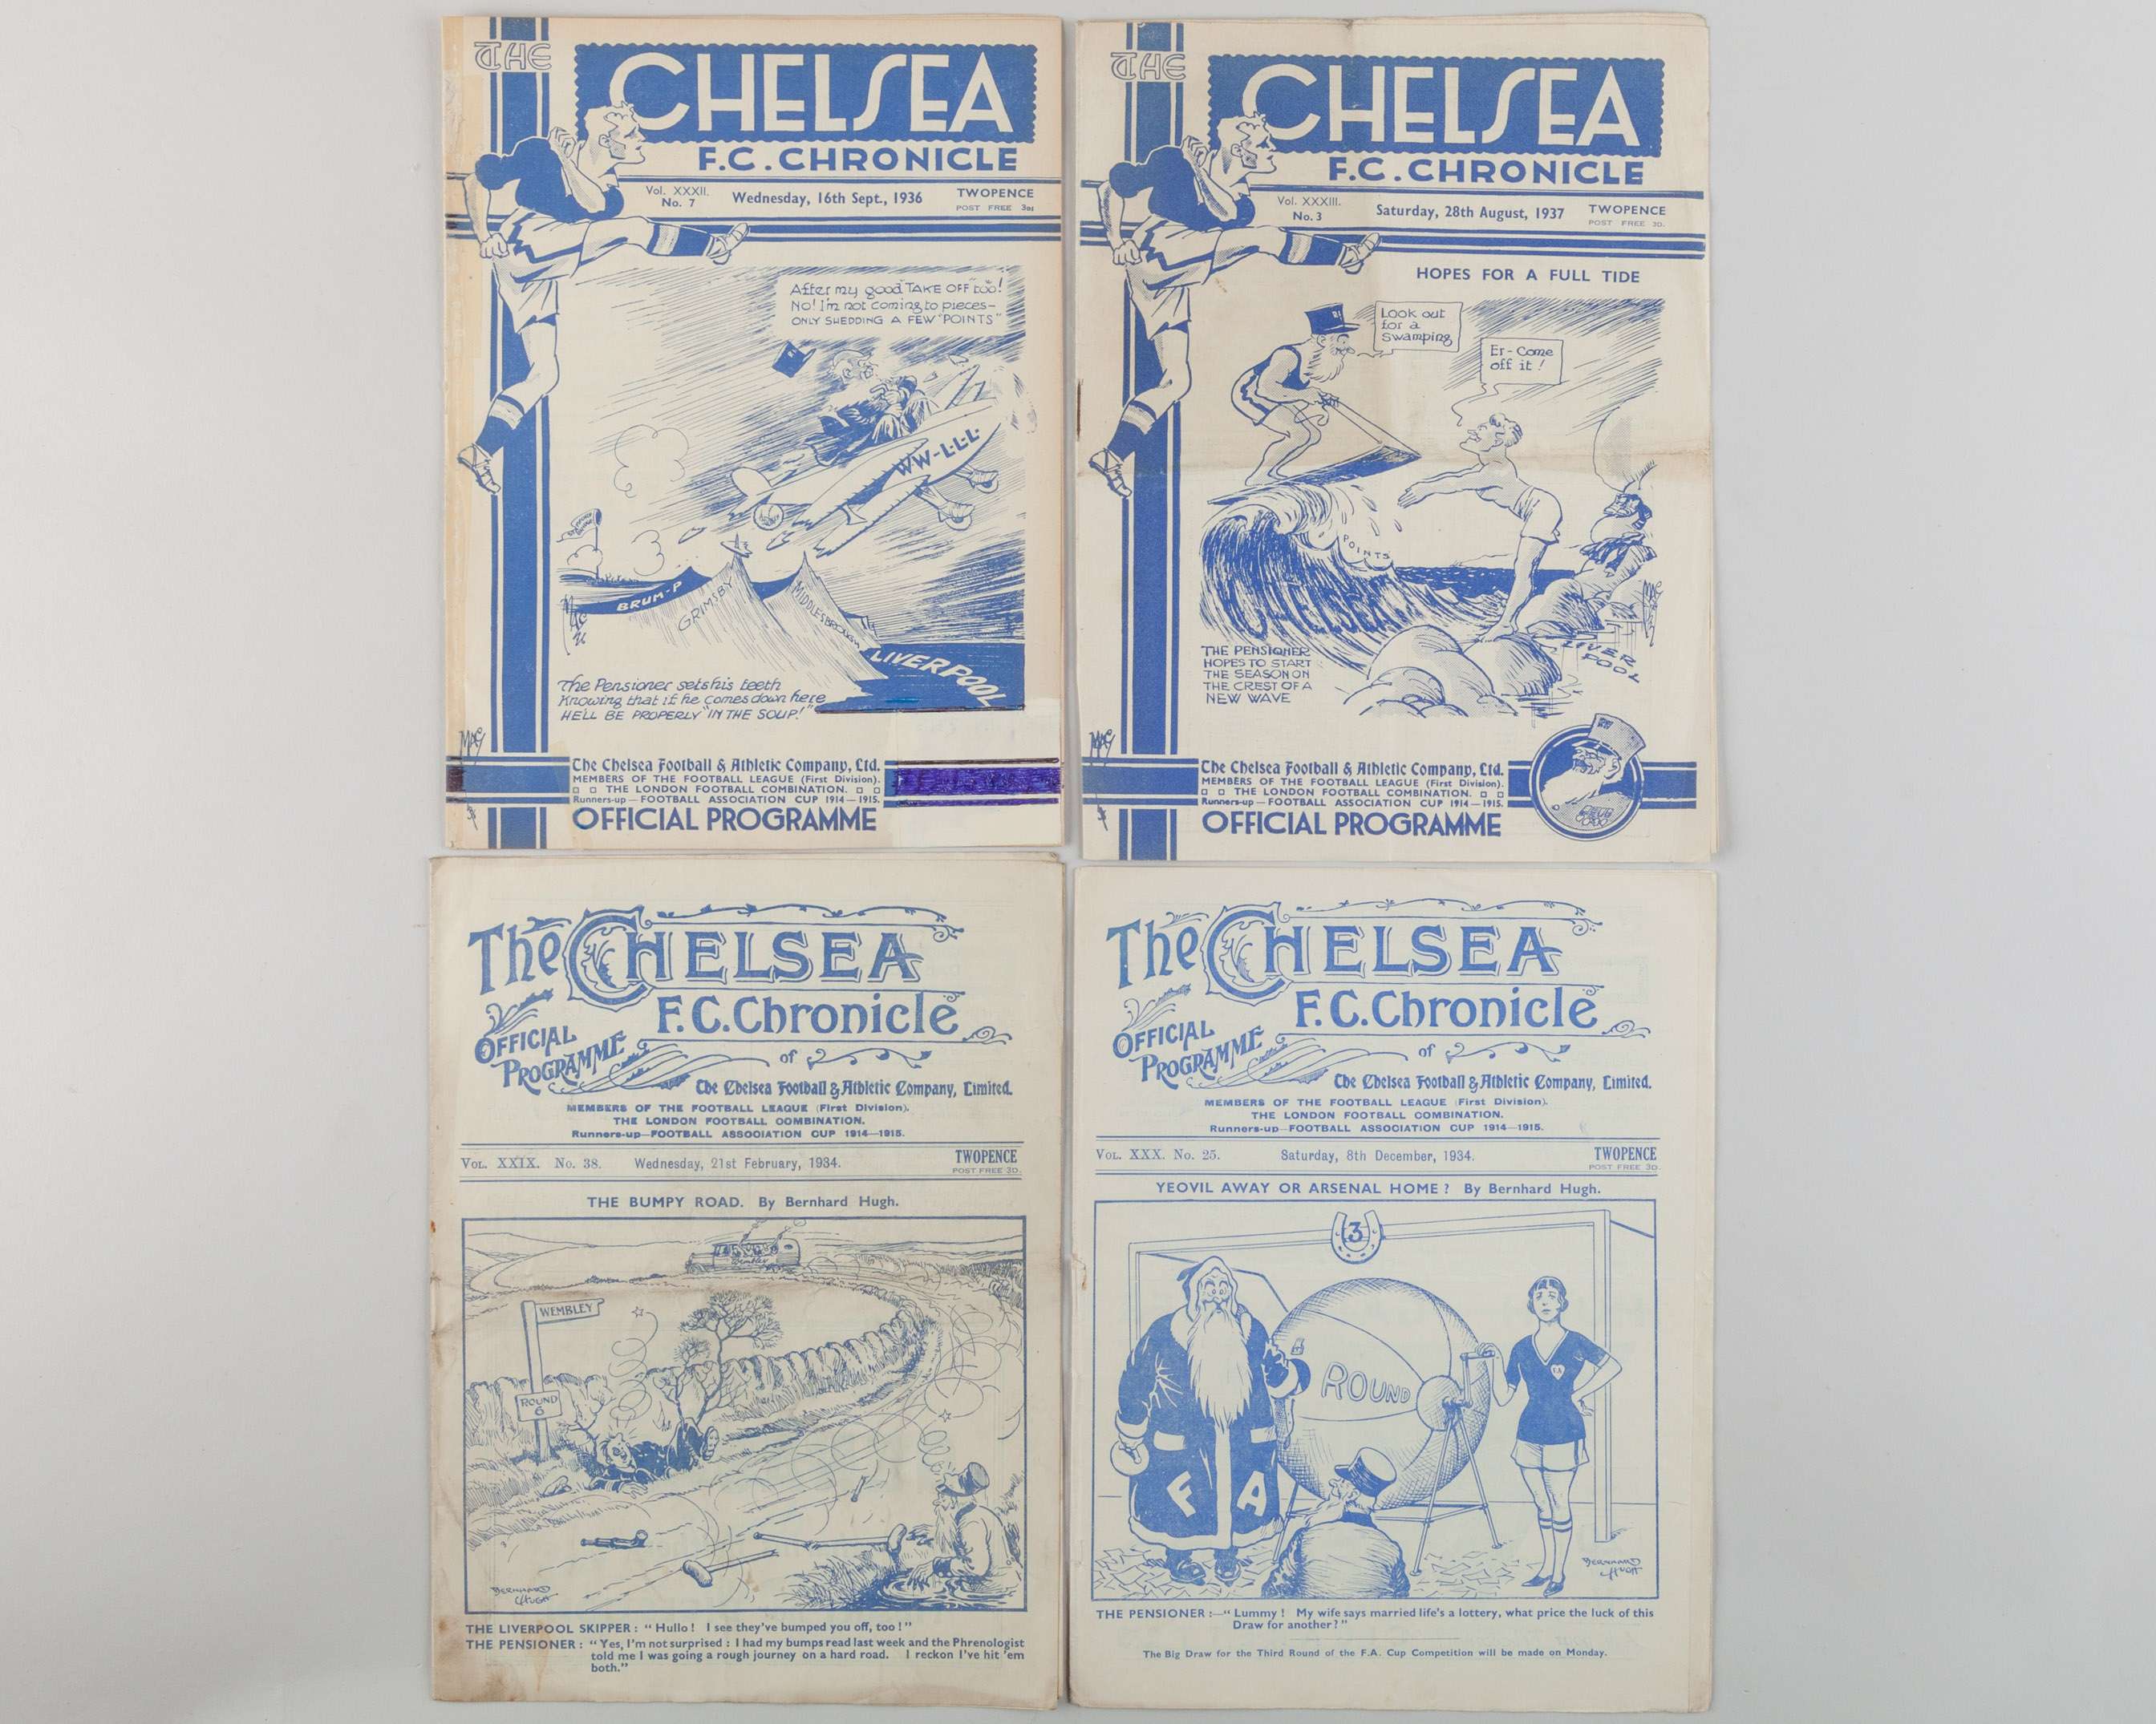 THE
CHELSEA
F.C. CHRONICLE
Vol. XXXII.
No. 7
Wednesday, 16th Sept., 1936
TWOPENCE
POST FREE 3D.
After my good TAKE OFF too!
NO! I'm not coming to pieces-
ONLY SHEDDING A FEW "POINTS"
WW-L-L-L
BRUM-P
GRIMSBY
MIDDLESBROUGH
LIVERPOOL
MAC
The Pensioner sets his teeth
Knowing that if he comes down here
HE'LL BE PROPERLY "IN THE SOUP!"
MAC
The Chelsea Football & Athletic Company, Ltd.
MEMBERS OF THE FOOTBALL LEAGUE (First Division).
THE LONDON FOOTBALL COMBINATION.
Runners-up—FOOTBALL ASSOCIATION CUP 1914—1915.
OFFICIAL PROGRAMME
THE
CHELSEA
F.C. CHRONICLE
Vol. XXXIII.
No. 3
Saturday, 28th August, 1937
TWOPENCE
POST FREE 3D.
HOPES FOR A FULL TIDE
Look out
for a
Swamping
Er-Come
off it!
POINTS
CHELSEA
MAC
LIVER
POOL
THE PENSIONER
HOPES TO START
THE SEASON ON
THE CREST OF A
NEW WAVE
MAC
The Chelsea Football & Athletic Company, Ltd.
MEMBERS OF THE FOOTBALL LEAGUE (First Division).
THE LONDON FOOTBALL COMBINATION.
Runners-up—FOOTBALL ASSOCIATION CUP 1914—1915.
OFFICIAL PROGRAMME
The CHELSEA
F.C. Chronicle
OFFICIAL
PROGRAMME
of
The Chelsea Football & Athletic Company, Limited.
MEMBERS OF THE FOOTBALL LEAGUE (First Division).
THE LONDON FOOTBALL COMBINATION.
Runners-up—FOOTBALL ASSOCIATION CUP 1914—1915.
VOL. XXIX. No. 38.
Wednesday, 21st February, 1934.
TWOPENCE
POST FREE 3D.
THE BUMPY ROAD. By Bernhard Hugh.
WEMBLEY
ROUND
6
BERNHARD
HUGH
THE LIVERPOOL SKIPPER: "Hullo! I see they've bumped you off, too!"
THE PENSIONER: "Yes, I'm not surprised: I had my bumps read last week and the Phrenologist
told me I was going a rough journey on a hard road. I reckon I've hit 'em
both."
The CHELSEA
F.C. Chronicle
OFFICIAL
PROGRAMME
of
The Chelsea Football & Athletic Company, Limited.
MEMBERS OF THE FOOTBALL LEAGUE (First Division).
THE LONDON FOOTBALL COMBINATION.
Runners-up—FOOTBALL ASSOCIATION CUP 1914—1915.
VOL. XXX. No. 25.
Saturday, 8th December, 1934.
TWOPENCE
POST FREE 3D.
YEOVIL AWAY OR ARSENAL HOME? By Bernhard Hugh.
3
ROUND
F A
F.A
BERNHARD
HUGH
THE PENSIONER:—"Lummy! My wife says married life's a lottery, what price the luck of this
Draw for another?"
The Big Draw for the Third Round of the F.A. Cup Competition will be made on Monday.